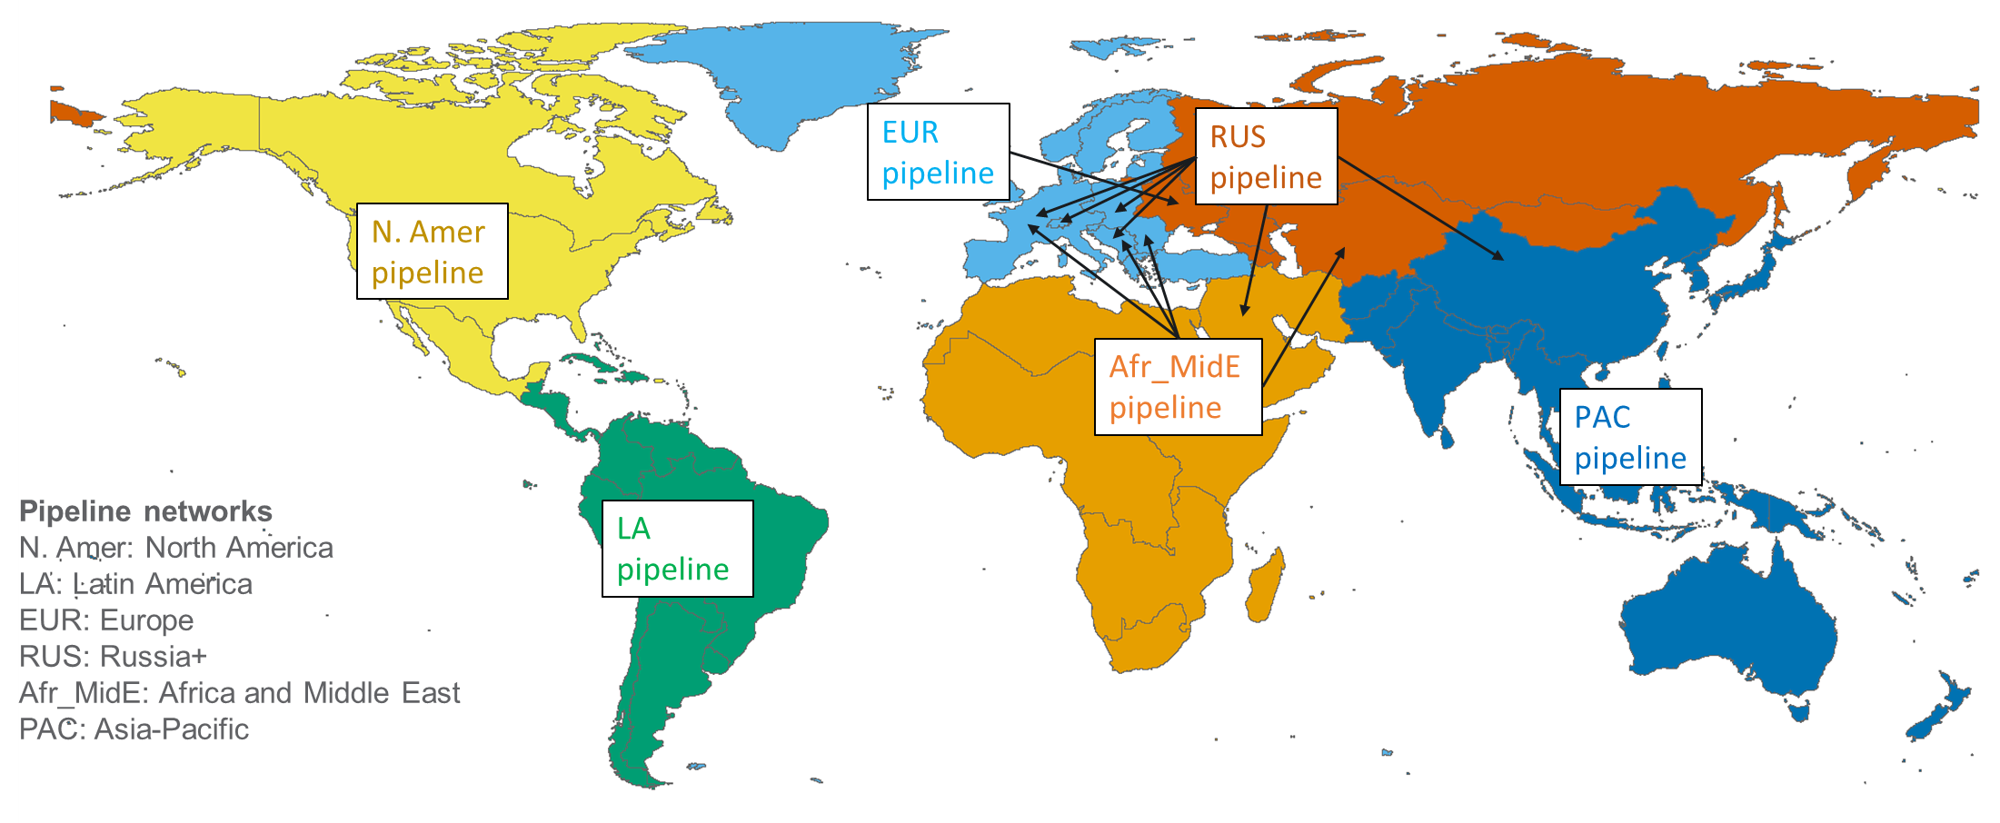 EUR
pipeline
RUS
pipeline
N. Amer
pipeline
Afr_MidE
pipeline
PAC
pipeline
LA
pipeline
Pipeline networks
N. Amer: North America
LA: Latin America
EUR: Europe
RUS: Russia+
Afr_MidE: Africa and Middle East
PAC: Asia-Pacific